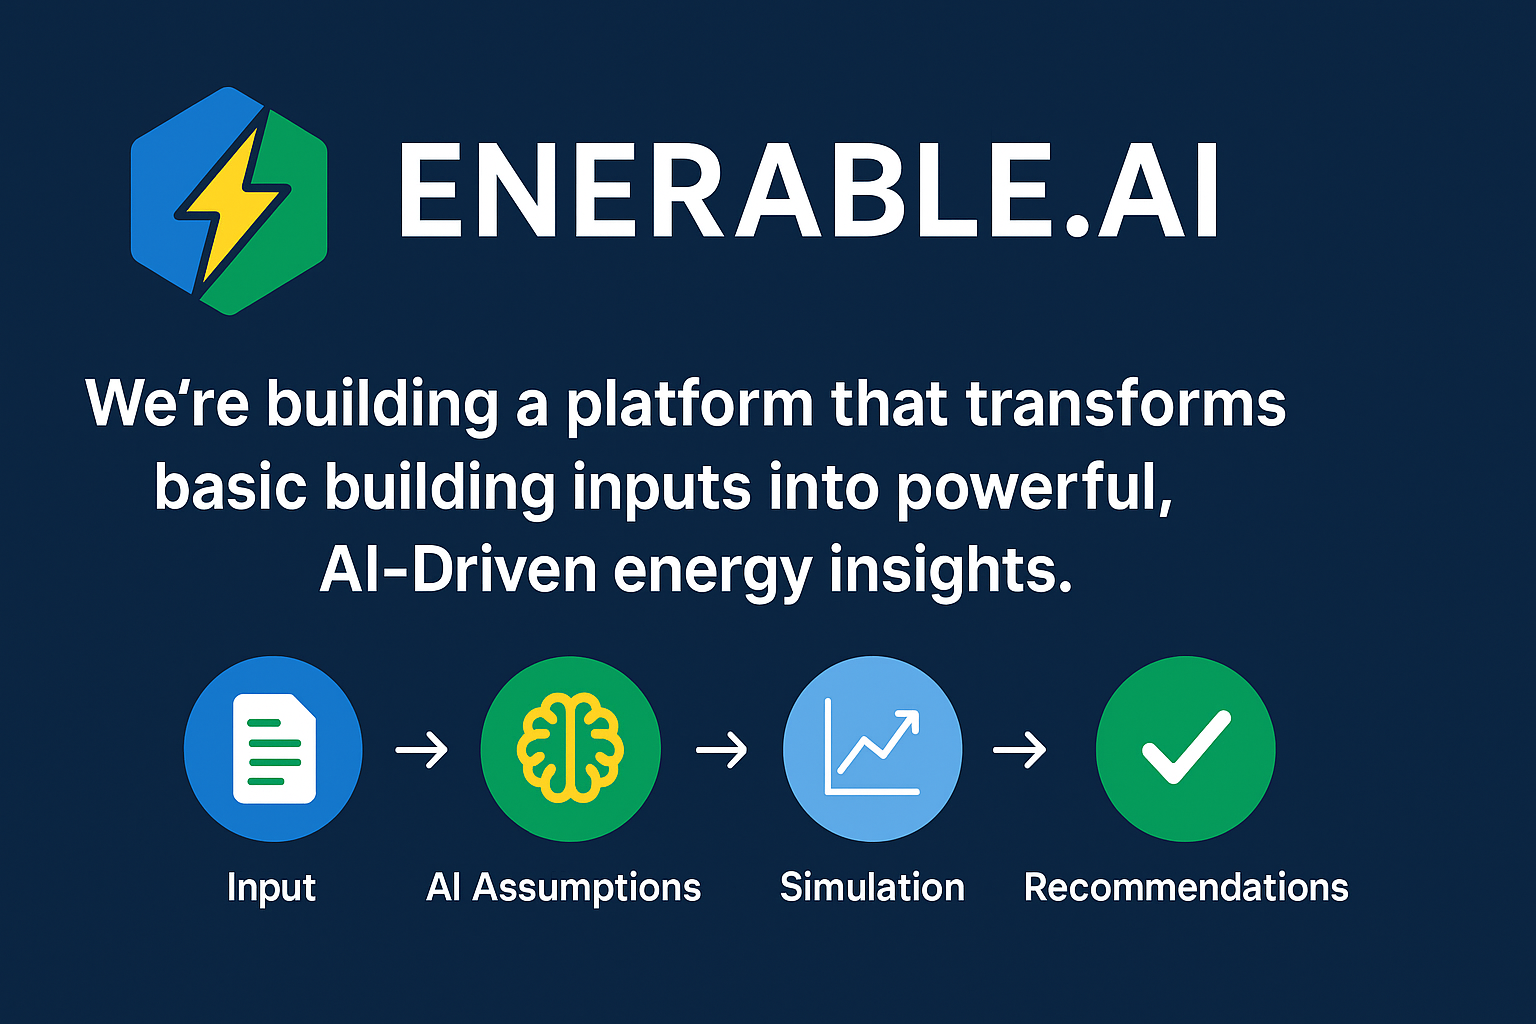 ENERABLE.AI
We're building a platform that transforms
basic building inputs into powerful,
AI-Driven energy insights.
Input
AI Assumptions
Simulation
Recommendations